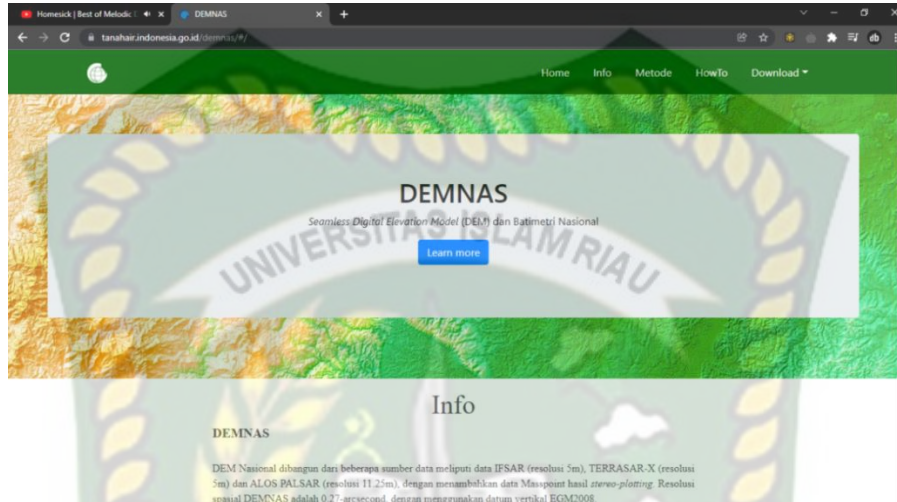 Homesick | Best of Melodic
DEMNAS
tanahair.indonesia.go.id/demnas/#/
Home Info Metode HowTo Download
DEMNAS
Seamless Digital Elevation Model (DEM) dan Batimetri Nasional
Learn more
UNIVERSITAS ISLAM RIAU
Info
DEMNAS
DEM Nasional dibangun dari beberapa sumber data meliputi data IFSAR (resolusi 5m), TERRASAR-X (resolusi
5m) dan ALOS PALSAR (resolusi 11.25m), dengan menambahkan data Masspoint hasil stereo-plotting. Resolusi
spasial DEMNAS adalah 0.27-arcsecond, dengan menggunakan datum vertikal EGM2008.